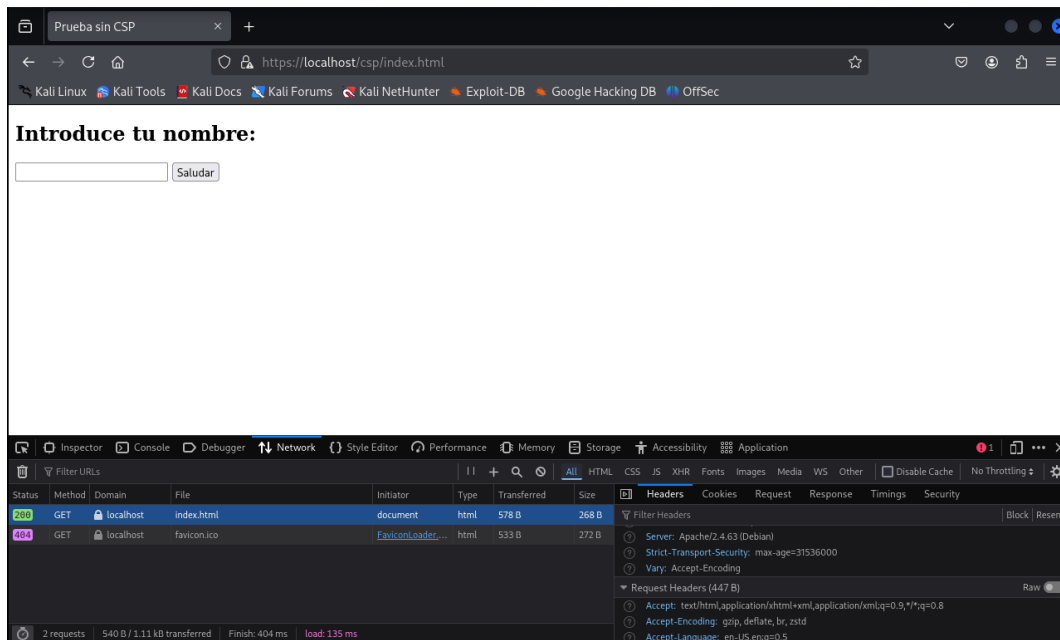 Prueba sin CSP
https://localhost/csp/index.html
Kali Linux Kali Tools Kali Docs Kali Forums Kali NetHunter Exploit-DB Google Hacking DB OffSec
Introduce tu nombre:
Saludar
Inspector Console Debugger Network Style Editor Performance Memory Storage Accessibility Application 1
Filter URLs All HTML CSS JS XHR Fonts Images Media WS Other Disable Cache No Throttling
Status Method Domain File Initiator Type Transferred Size Headers Cookies Request Response Timings Security
200 GET localhost index.html document html 578 B 268 B Filter Headers Block Resen
404 GET localhost favicon.ico FaviconLoader.... html 533 B 272 B
Server: Apache/2.4.63 (Debian)
Strict-Transport-Security: max-age=31536000
Vary: Accept-Encoding
Request Headers (447 B) Raw
Accept: text/html,application/xhtml+xml,application/xml;q=0.9,*/*;q=0.8
Accept-Encoding: gzip, deflate, br, zstd
2 requests 540 B / 1.11 kB transferred Finish: 404 ms load: 135 ms
Accept-Language: en-US,en;q=0.5